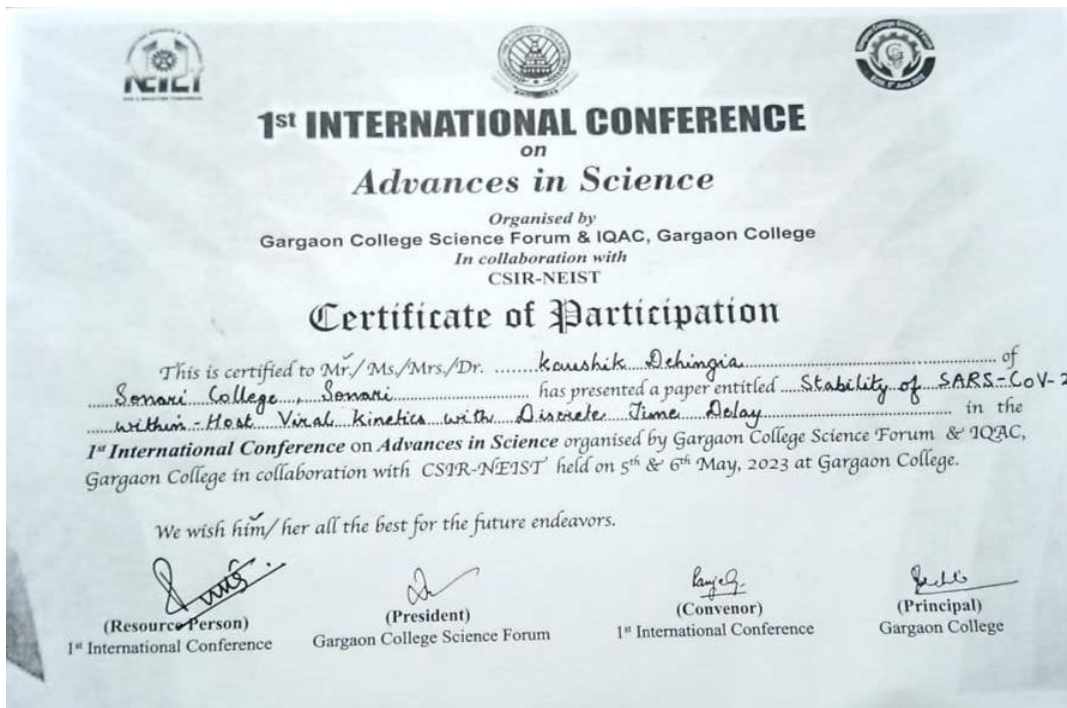 NEIST
1st INTERNATIONAL CONFERENCE
on
Advances in Science
Organised by
Gargaon College Science Forum & IQAC, Gargaon College
In collaboration with
CSIR-NEIST
Certificate of Participation
This is certified to Mr./ Ms./Mrs./Dr. ........Kaushik Dehingia........ of
Sonari College, Sonari has presented a paper entitled Stability of SARS-CoV-2
within-Host Viral Kinetics with Discrete Time Delay in the
1st International Conference on Advances in Science organised by Gargaon College Science Forum & IQAC,
Gargaon College in collaboration with CSIR-NEIST held on 5th & 6th May, 2023 at Gargaon College.
We wish him/ her all the best for the future endeavors.
(Resource Person) (President) (Convenor) (Principal)
1st International Conference Gargaon College Science Forum 1st International Conference Gargaon College